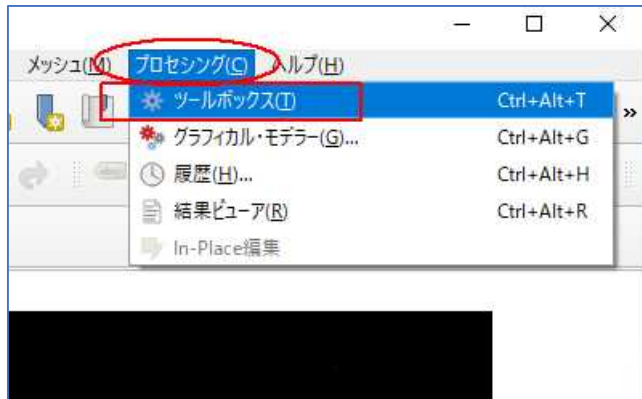 メッシュ(M) プロセシング(C) ヘルプ(H)
ツールボックス(T) Ctrl+Alt+T
グラフィカル・モデラー(G)... Ctrl+Alt+G
履歴(H)... Ctrl+Alt+H
結果ビューア(R) Ctrl+Alt+R
In-Place編集